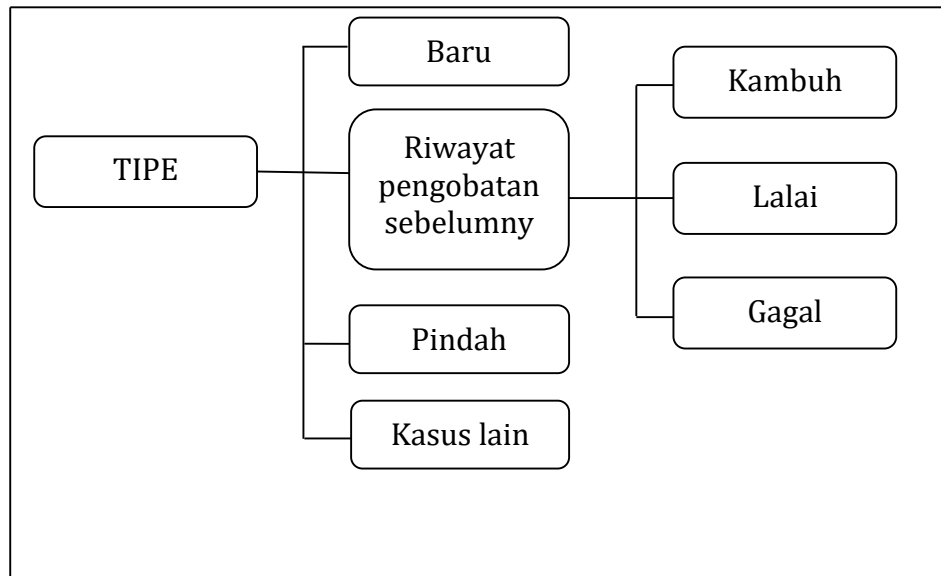 TIPE
Baru
Riwayat
pengobatan
sebelumny
Pindah
Kasus lain
Kambuh
Lalai
Gagal